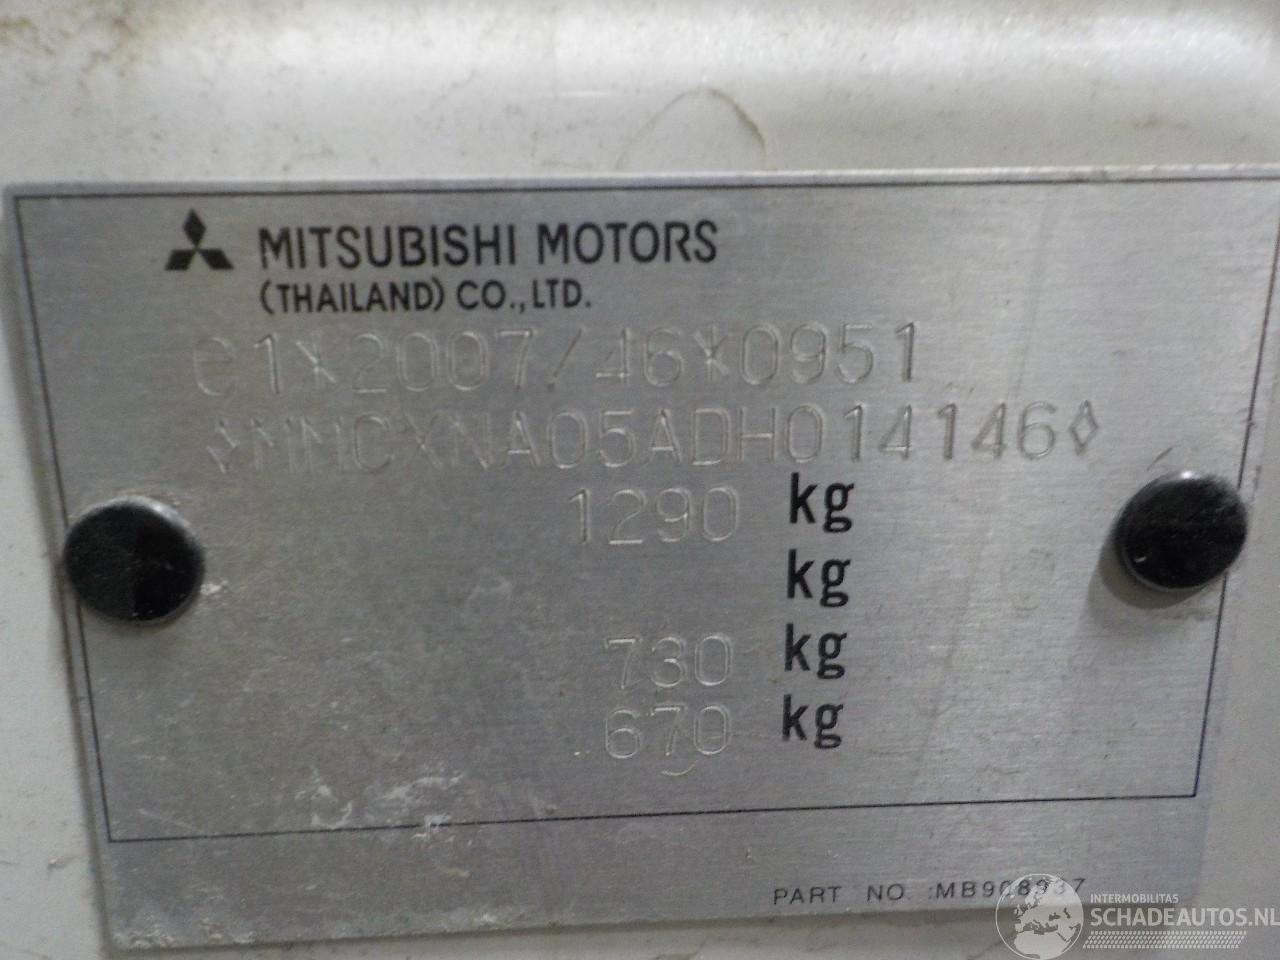 MITSUBISHI MOTORS
(THAILAND) CO., LTD.
e1*2007/46*0951
◊MMCXNA05ADH014146◊
1290 kg
kg
730 kg
670 kg
PART NO. :MB908937
INTERMOBILITAS
SCHADEAUTOS.NL